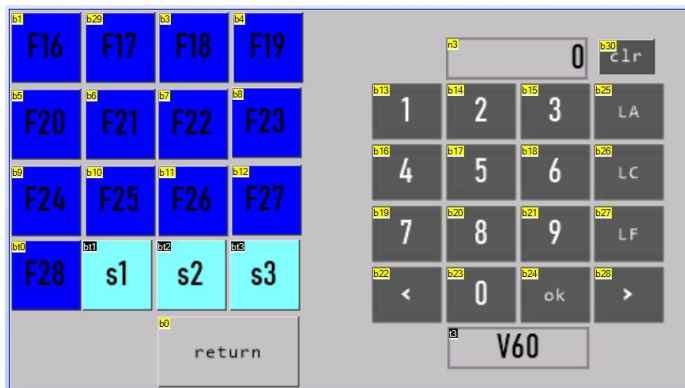 b1 F16 b29 F17 b3 F18 b4 F19
n3 0 b30 clr
b5 F20 b6 F21 b7 F22 b8 F23
b13 1 b14 2 b15 3 b25 LA
b9 F24 b10 F25 b11 F26 b12 F27
b16 4 b17 5 b18 6 b26 LC
bt0 F28 bt1 s1 bt2 s2 bt3 s3
b19 7 b20 8 b21 9 b27 LF
b22 < b23 0 b24 ok b28 >
b0 return
t3 V60